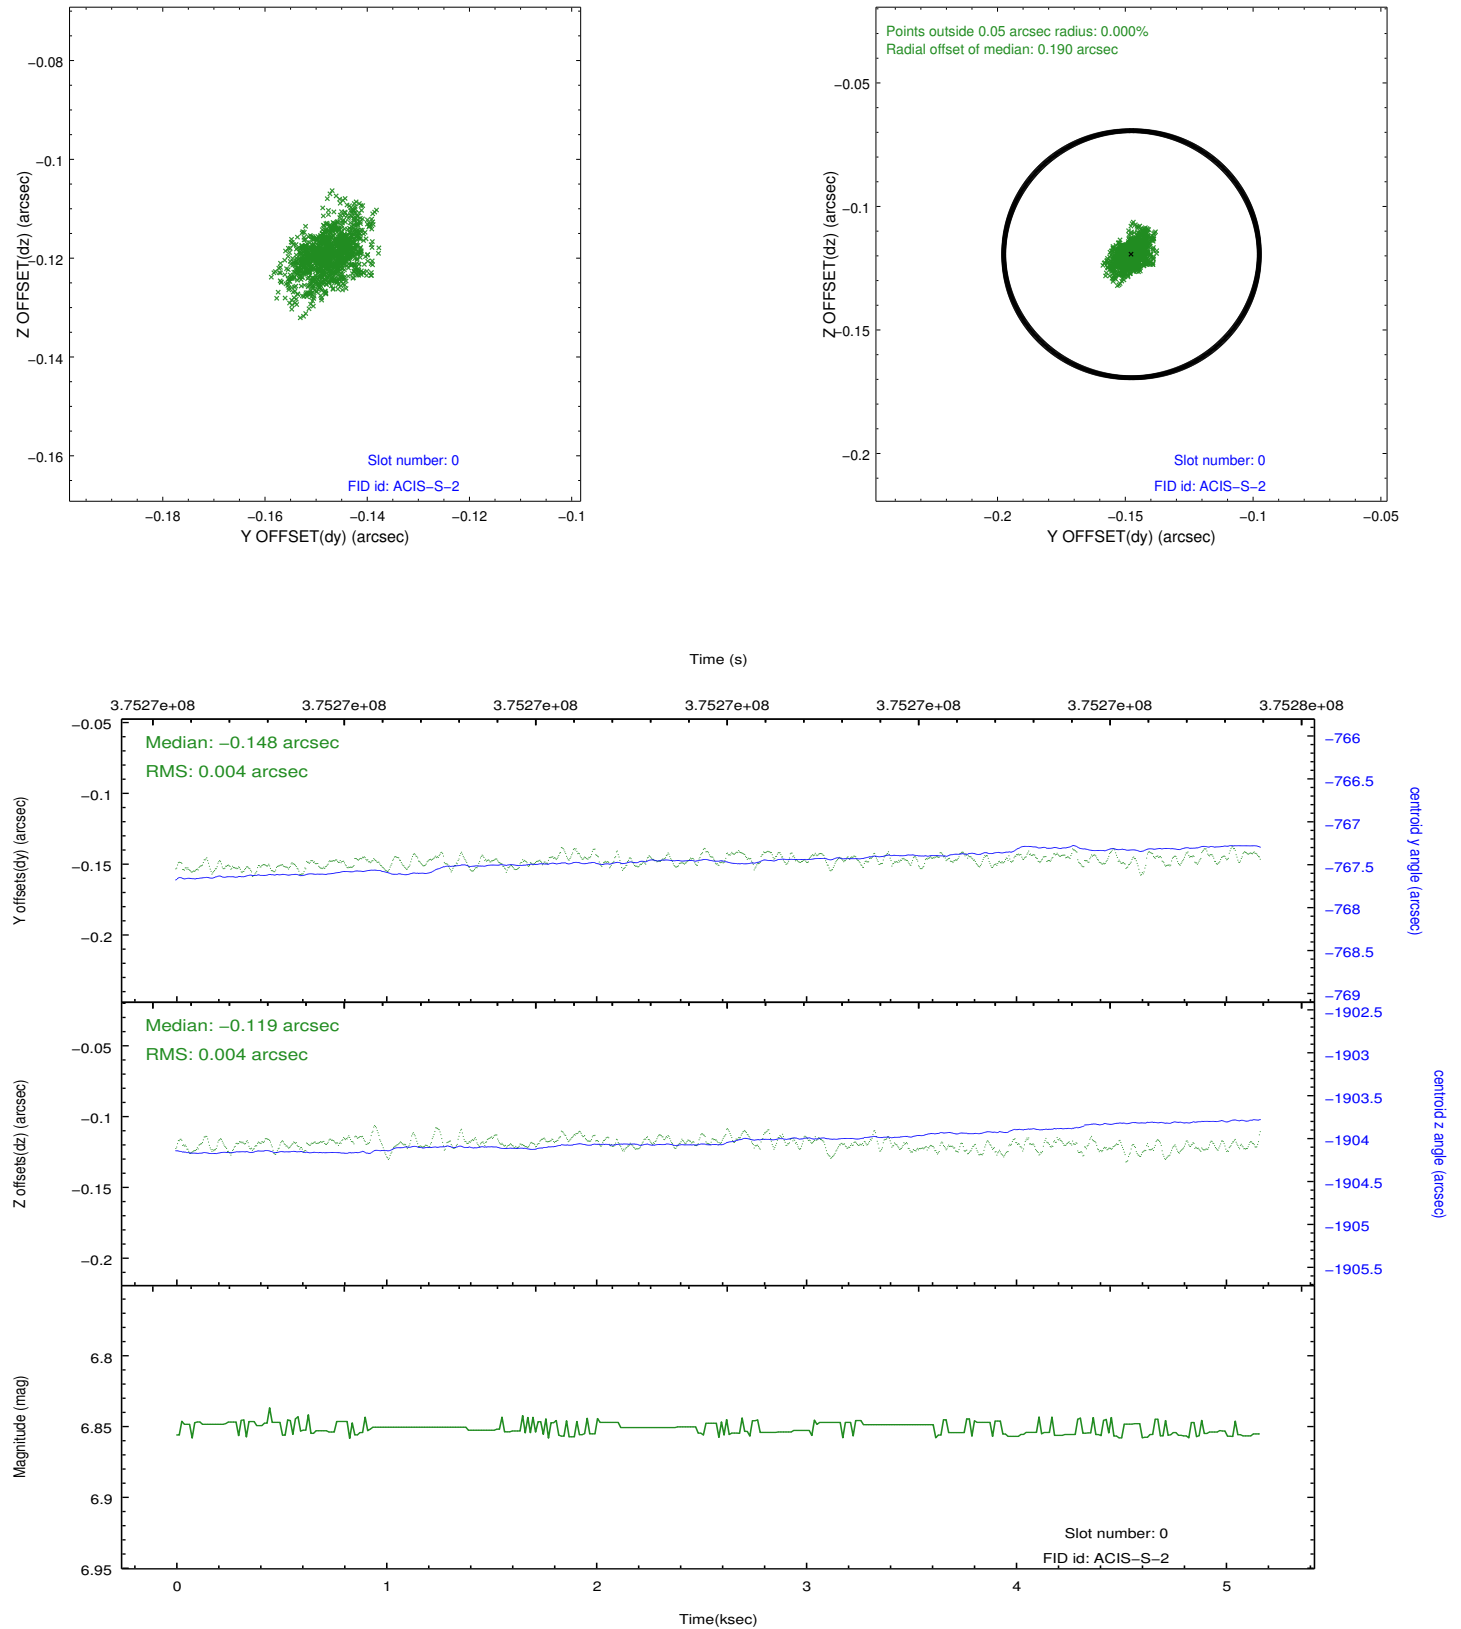 −0.08
−0.1
−0.12
−0.14
−0.16
Z OFFSET(dz) (arcsec)
Slot number: 0
FID id: ACIS−S−2
−0.18
−0.16
−0.14
−0.12
−0.1
Y OFFSET(dy) (arcsec)
Points outside 0.05 arcsec radius: 0.000%
Radial offset of median: 0.190 arcsec
−0.05
−0.1
−0.15
−0.2
Z OFFSET(dz) (arcsec)
Slot number: 0
FID id: ACIS−S−2
−0.2
−0.15
−0.1
−0.05
Y OFFSET(dy) (arcsec)
Time (s)
3.7527e+08
3.7527e+08
3.7527e+08
3.7527e+08
3.7527e+08
3.7527e+08
3.7528e+08
Median: −0.148 arcsec
RMS: 0.004 arcsec
−0.05
−0.1
−0.15
−0.2
Y offsets(dy) (arcsec)
−766
−766.5
−767
−767.5
−768
−768.5
−769
centroid y angle (arcsec)
Median: −0.119 arcsec
RMS: 0.004 arcsec
−0.05
−0.1
−0.15
−0.2
Z offsets(dz) (arcsec)
−1902.5
−1903
−1903.5
−1904
−1904.5
−1905
−1905.5
centroid z angle (arcsec)
6.8
6.85
6.9
6.95
Magnitude (mag)
Slot number: 0
FID id: ACIS−S−2
0
1
2
3
4
5
Time(ksec)